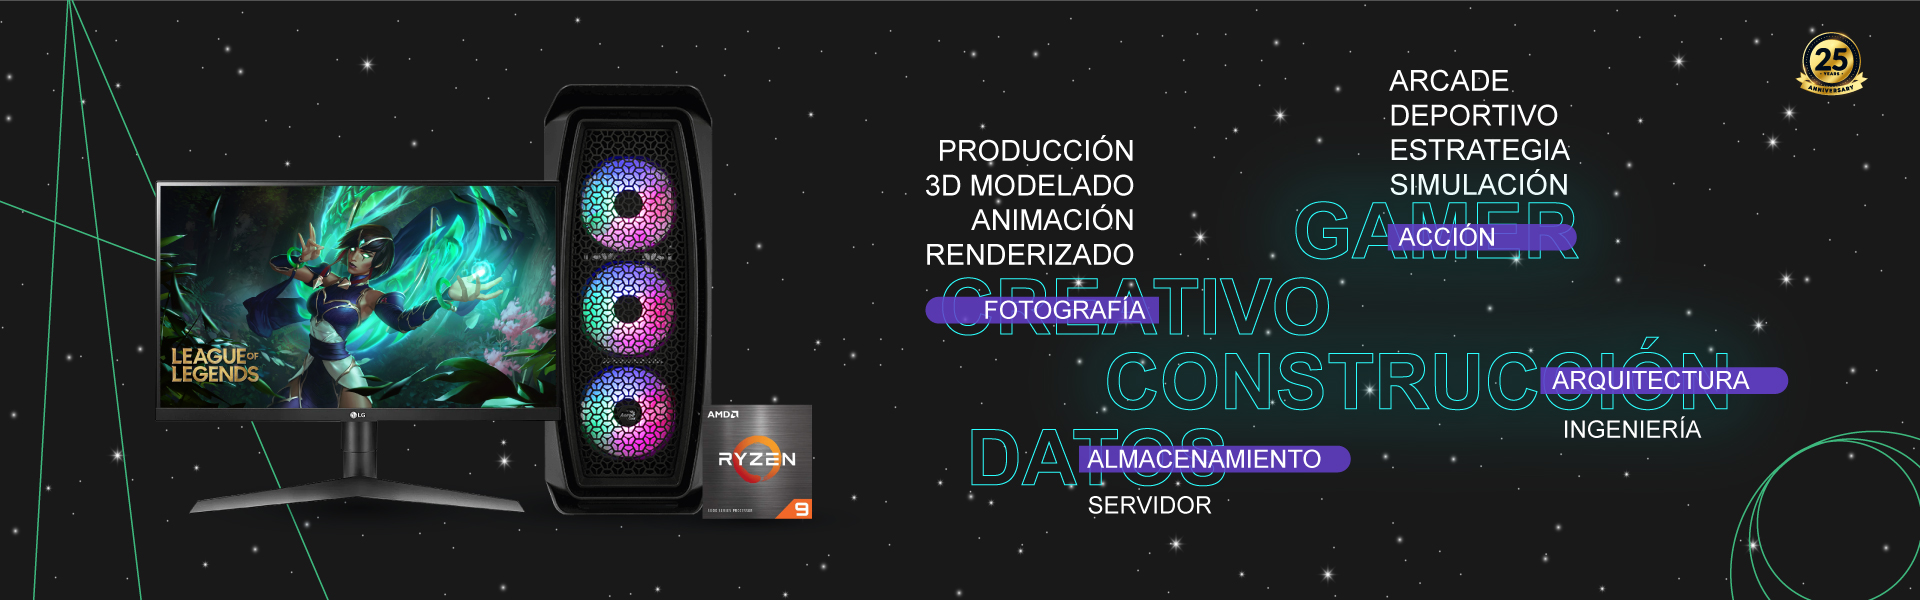 25
YEARS
ANNIVERSARY
ARCADE
DEPORTIVO
ESTRATEGIA
SIMULACIÓN
GAMER
ACCIÓN
PRODUCCIÓN
3D MODELADO
ANIMACIÓN
RENDERIZADO
CREATIVO
FOTOGRAFÍA
CONSTRUCCIÓN
ARQUITECTURA
INGENIERÍA
DATOS
ALMACENAMIENTO
SERVIDOR
LEAGUE OF
LEGENDS
LG
AMD
RYZEN
9